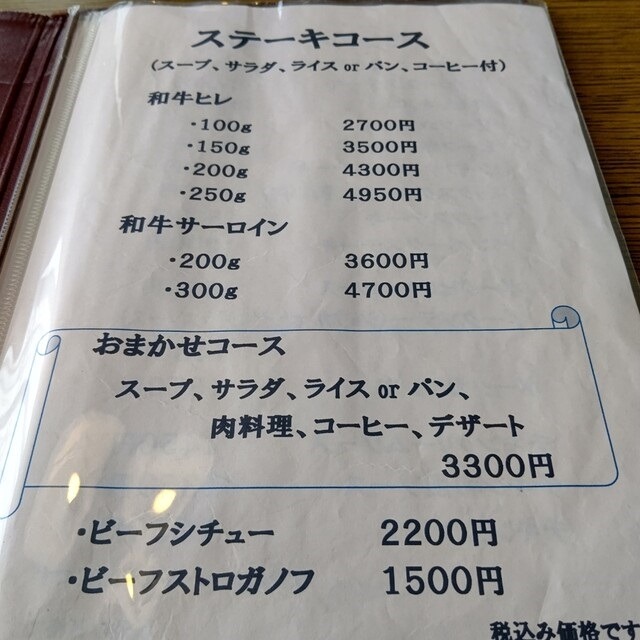 ステーキコース
(スープ、サラダ、ライス or パン、コーヒー付)
和牛ヒレ
・100g 2700円
・150g 3500円
・200g 4300円
・250g 4950円
和牛サーロイン
・200g 3600円
・300g 4700円
おまかせコース
スープ、サラダ、ライス or パン、
肉料理、コーヒー、デザート
3300円
・ビーフシチュー 2200円
・ビーフストロガノフ 1500円
税込み価格です